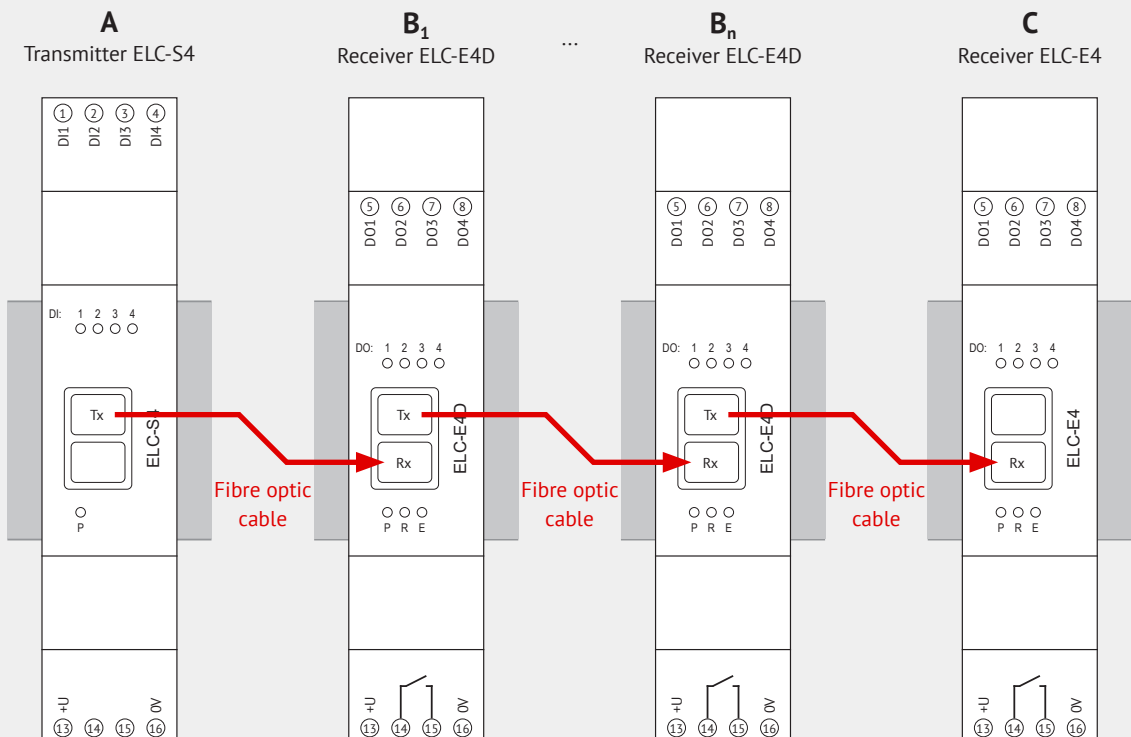 A
Transmitter ELC-S4
B1
Receiver ELC-E4D
...
Bn
Receiver ELC-E4D
C
Receiver ELC-E4
1 2 3 4
DI1 DI2 DI3 DI4
DI: 1 2 3 4
Tx
ELC-S4
P
+U 0V
13 14 15 16
Fibre optic
cable
5 6 7 8
DO1 DO2 DO3 DO4
DO: 1 2 3 4
Tx
Rx
ELC-E4D
P R E
+U 0V
13 14 15 16
Fibre optic
cable
5 6 7 8
DO1 DO2 DO3 DO4
DO: 1 2 3 4
Tx
Rx
ELC-E4D
P R E
+U 0V
13 14 15 16
Fibre optic
cable
5 6 7 8
DO1 DO2 DO3 DO4
DO: 1 2 3 4
Rx
ELC-E4
P R E
+U 0V
13 14 15 16